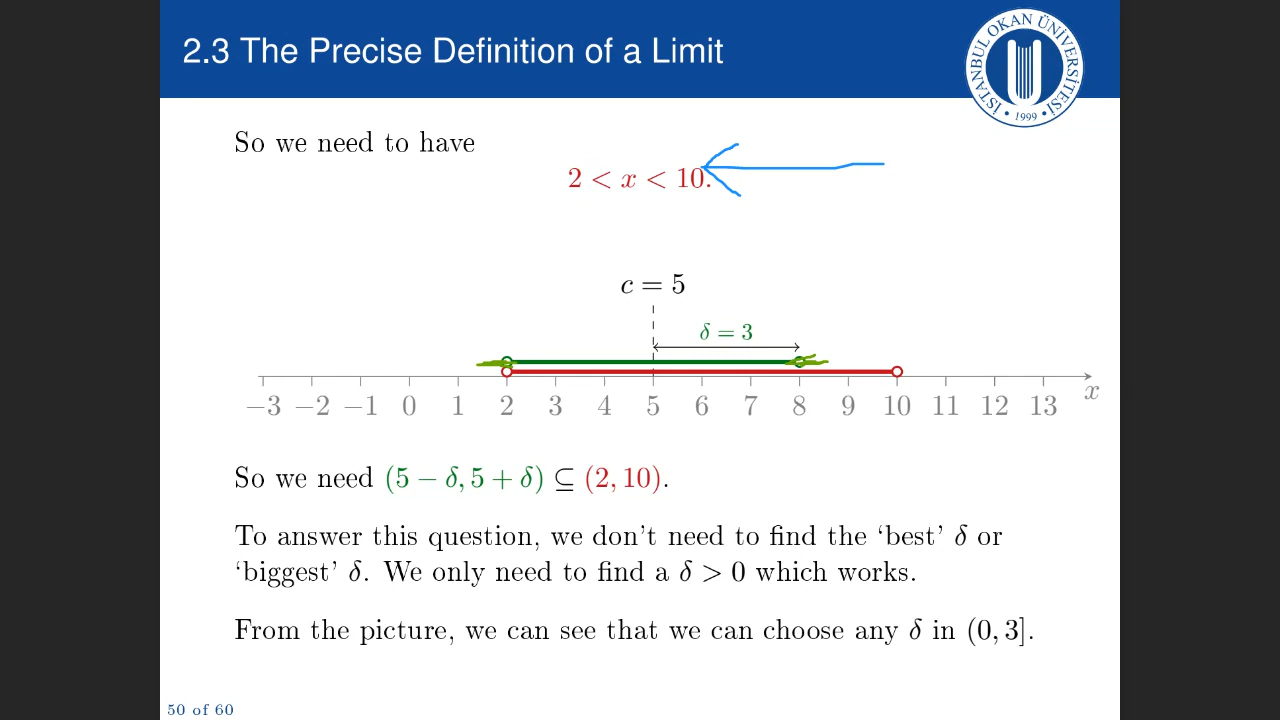 2.3 The Precise Definition of a Limit
İSTANBUL OKAN ÜNİVERSİTESİ
• 1999 •
So we need to have
2 < x < 10.
c = 5
δ = 3
−3 −2 −1 0 1 2 3 4 5 6 7 8 9 10 11 12 13 x
So we need (5 − δ, 5 + δ) ⊆ (2, 10).
To answer this question, we don't need to find the ‘best’ δ or
‘biggest’ δ. We only need to find a δ > 0 which works.
From the picture, we can see that we can choose any δ in (0, 3].
50 of 60